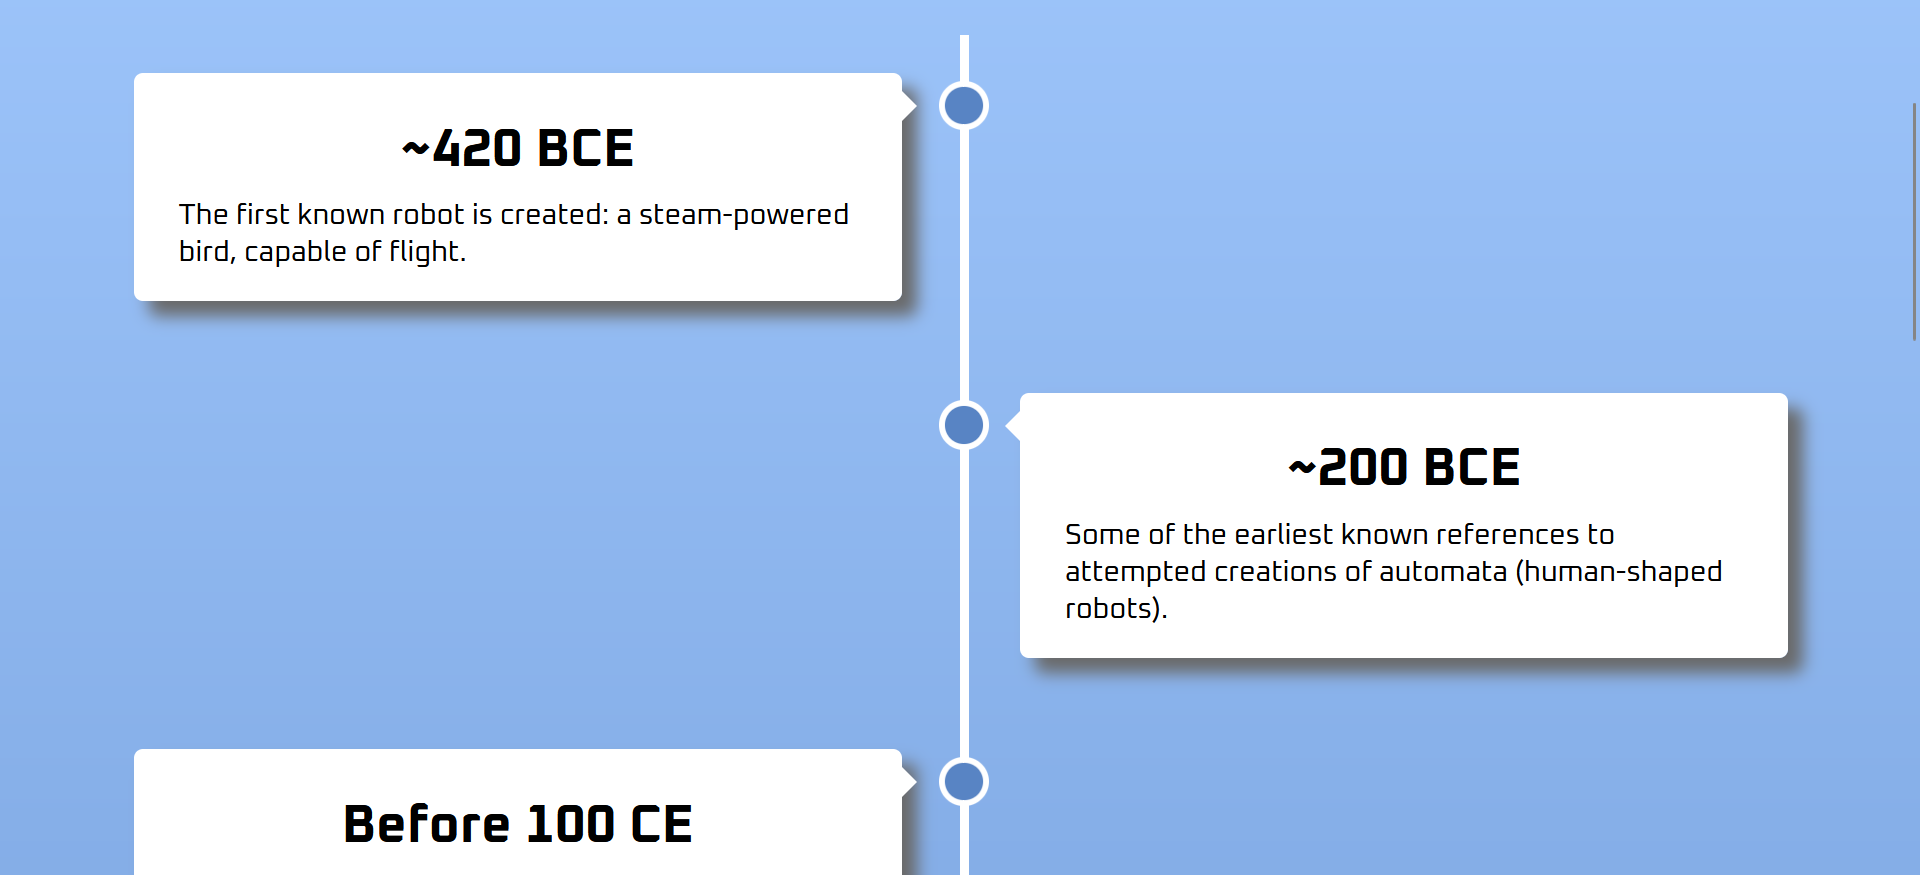 ~420 BCE
The first known robot is created: a steam-powered
bird, capable of flight.
~200 BCE
Some of the earliest known references to
attempted creations of automata (human-shaped
robots).
Before 100 CE